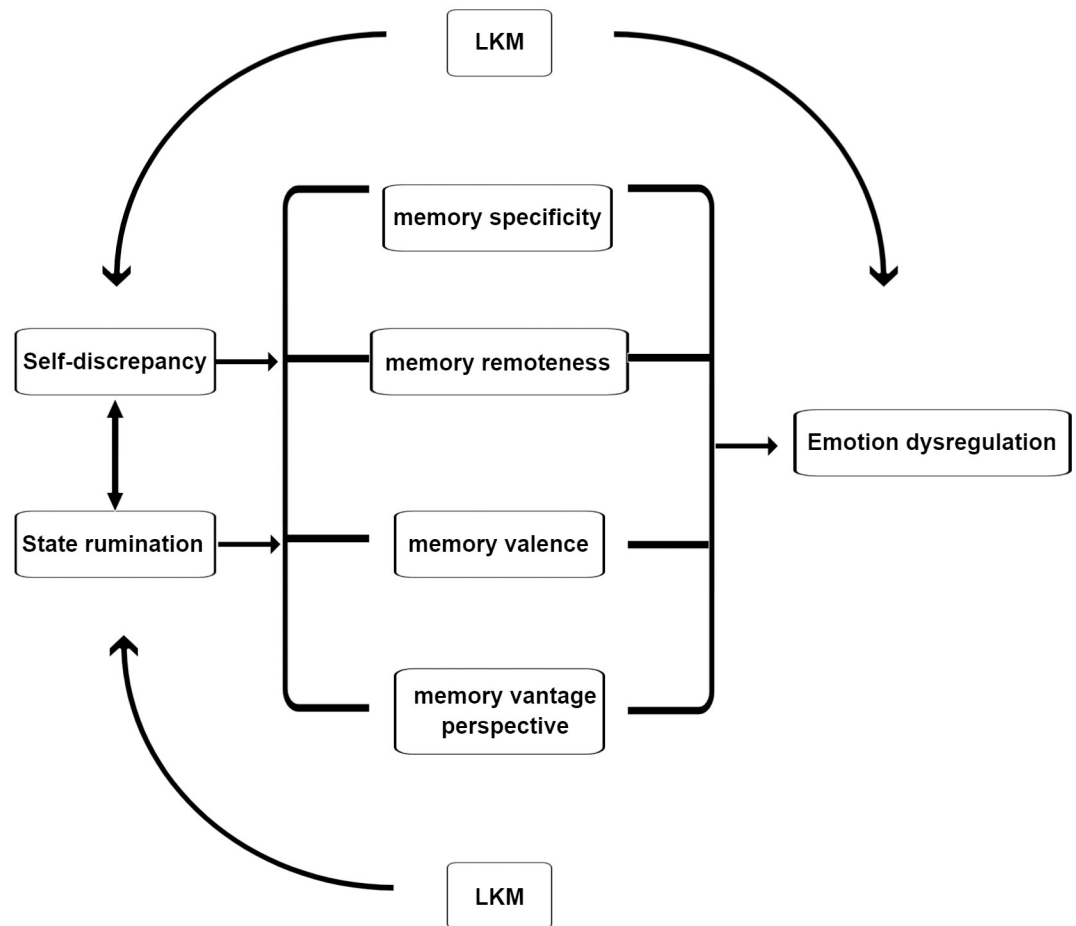 LKM
memory specificity
Self-discrepancy
memory remoteness
Emotion dysregulation
State rumination
memory valence
memory vantage
perspective
LKM